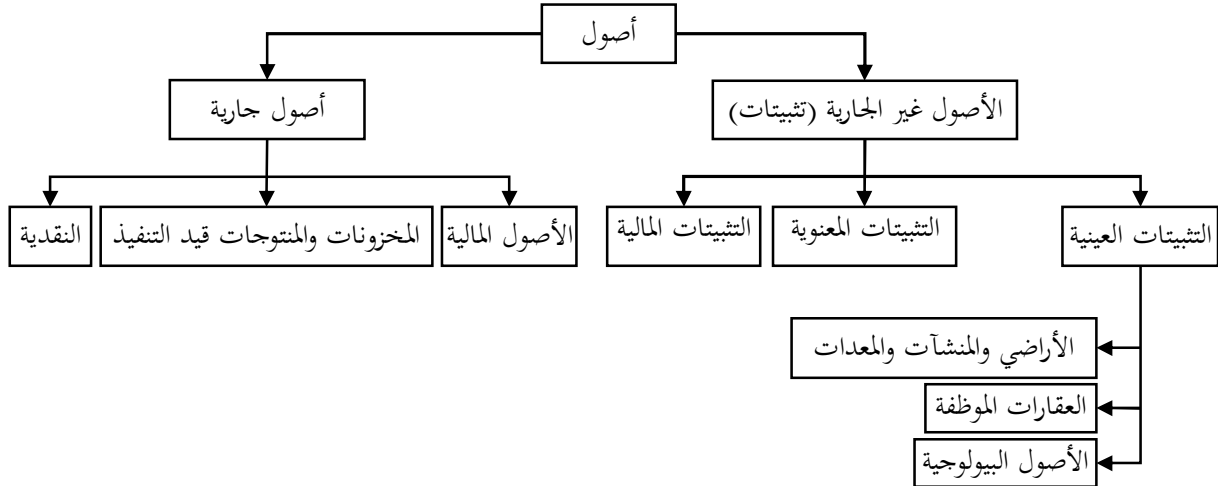 أصول
الأصول غير الجارية (تثبيتات)
أصول جارية
التثبيتات العينية
التثبيتات المعنوية
التثبيتات المالية
الأصول المالية
المخزونات والمنتوجات قيد التنفيذ
النقدية
الأراضي والمنشآت والمعدات
العقارات الموظفة
الأصول البيولوجية